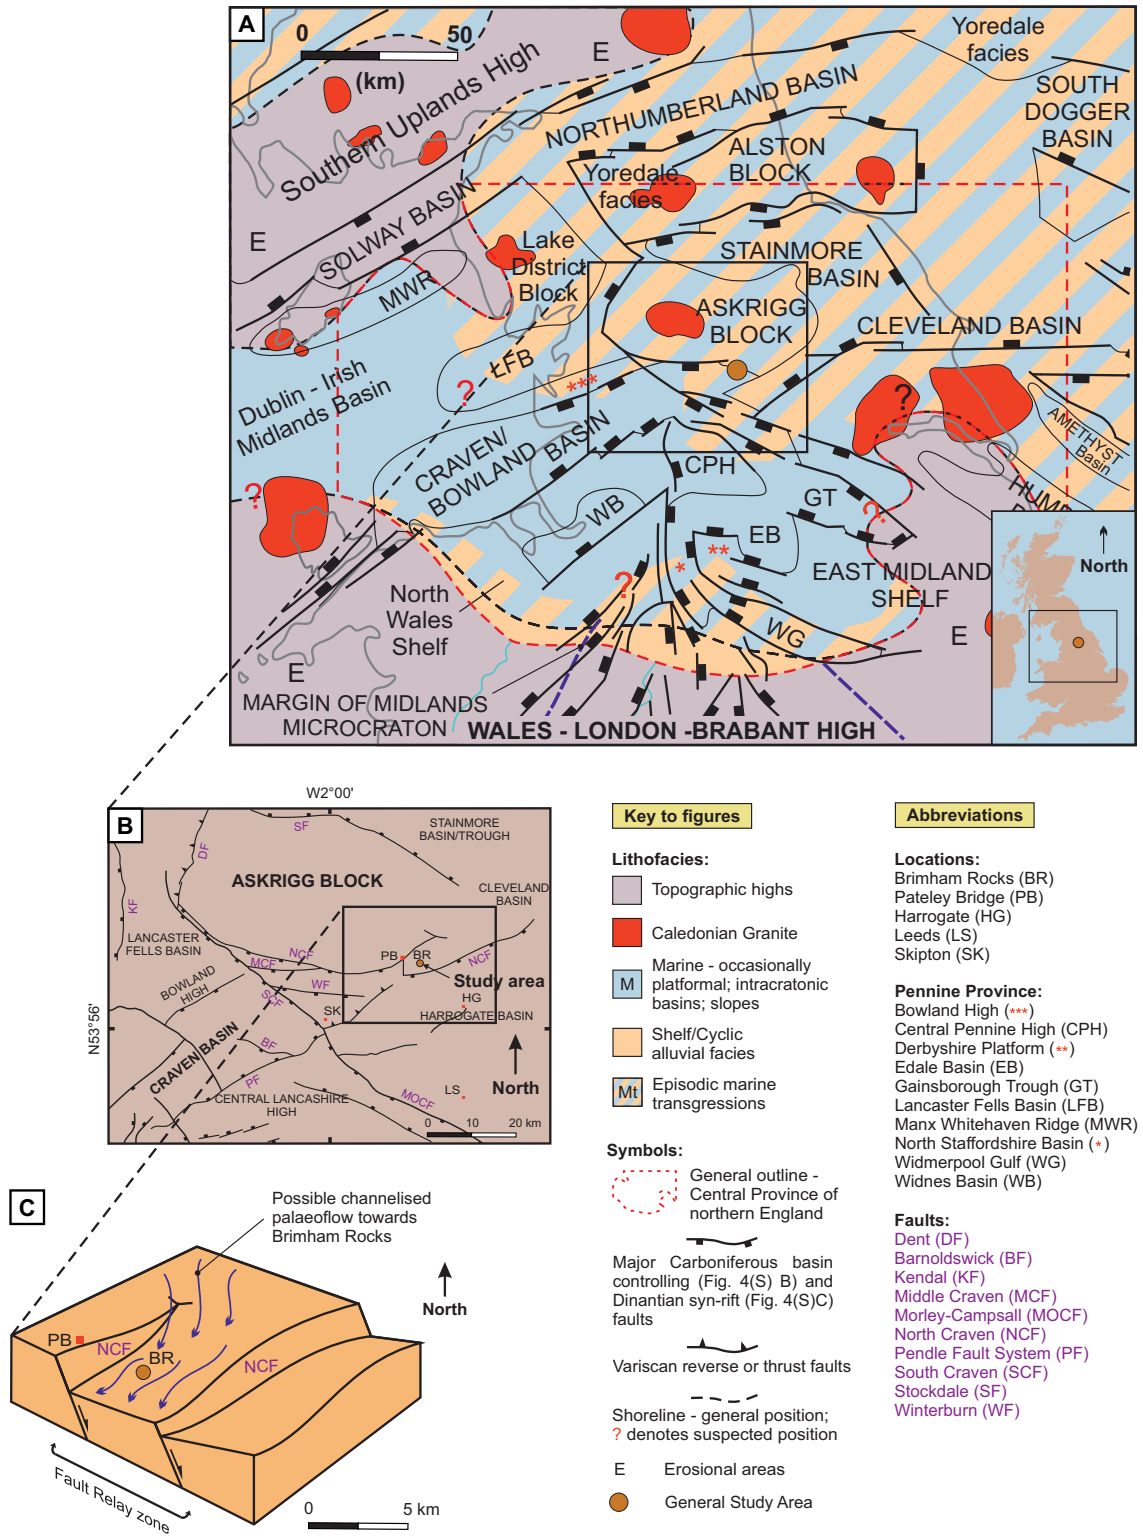 A
0
50
(km)
E
Southern Uplands High
Yoredale
facies
SOUTH
DOGGER
BASIN
NORTHUMBERLAND BASIN
ALSTON
BLOCK
Yoredale
facies
E
SOLWAY BASIN
MWR
Lake
District
Block
STAINMORE
BASIN
ASKRIGG
BLOCK
CLEVELAND BASIN
LFB
***
?
Dublin - Irish
Midlands Basin
?
AMETHYST
Basin
CRAVEN/
BOWLAND BASIN
CPH
?
WB
GT
?
EB
**
*
?
North
Wales
Shelf
EAST MIDLAND
SHELF
WG
E
E
MARGIN OF MIDLANDS
MICROCRATON
WALES - LONDON -BRABANT HIGH
North
W2°00'
N53°56'
B
SF
STAINMORE
BASIN/TROUGH
DF
ASKRIGG BLOCK
KF
CLEVELAND
BASIN
LANCASTER
FELLS BASIN
NCF
MCF
PB
BR
NCF
Study area
BOWLAND
HIGH
WF
SCF
HG
SK
HARROGATE BASIN
CRAVEN BASIN
BF
PF
North
CENTRAL LANCASHIRE
HIGH
MOCF
LS
0
10
20 km
C
Possible channelised
palaeoflow towards
Brimham Rocks
North
PB
NCF
BR
NCF
Fault Relay zone
0
5 km
Key to figures
Lithofacies:
Topographic highs
Caledonian Granite
M
Marine - occasionally
platformal; intracratonic
basins; slopes
Shelf/Cyclic
alluvial facies
Mt
Episodic marine
transgressions
Symbols:
General outline -
Central Province of
northern England
Major Carboniferous basin
controlling (Fig. 4(S) B) and
Dinantian syn-rift (Fig. 4(S)C)
faults
Variscan reverse or thrust faults
Shoreline - general position;
? denotes suspected position
E Erosional areas
General Study Area
Abbreviations
Locations:
Brimham Rocks (BR)
Pateley Bridge (PB)
Harrogate (HG)
Leeds (LS)
Skipton (SK)
Pennine Province:
Bowland High (***)
Central Pennine High (CPH)
Derbyshire Platform (**)
Edale Basin (EB)
Gainsborough Trough (GT)
Lancaster Fells Basin (LFB)
Manx Whitehaven Ridge (MWR)
North Staffordshire Basin (*)
Widmerpool Gulf (WG)
Widnes Basin (WB)
Faults:
Dent (DF)
Barnoldswick (BF)
Kendal (KF)
Middle Craven (MCF)
Morley-Campsall (MOCF)
North Craven (NCF)
Pendle Fault System (PF)
South Craven (SCF)
Stockdale (SF)
Winterburn (WF)